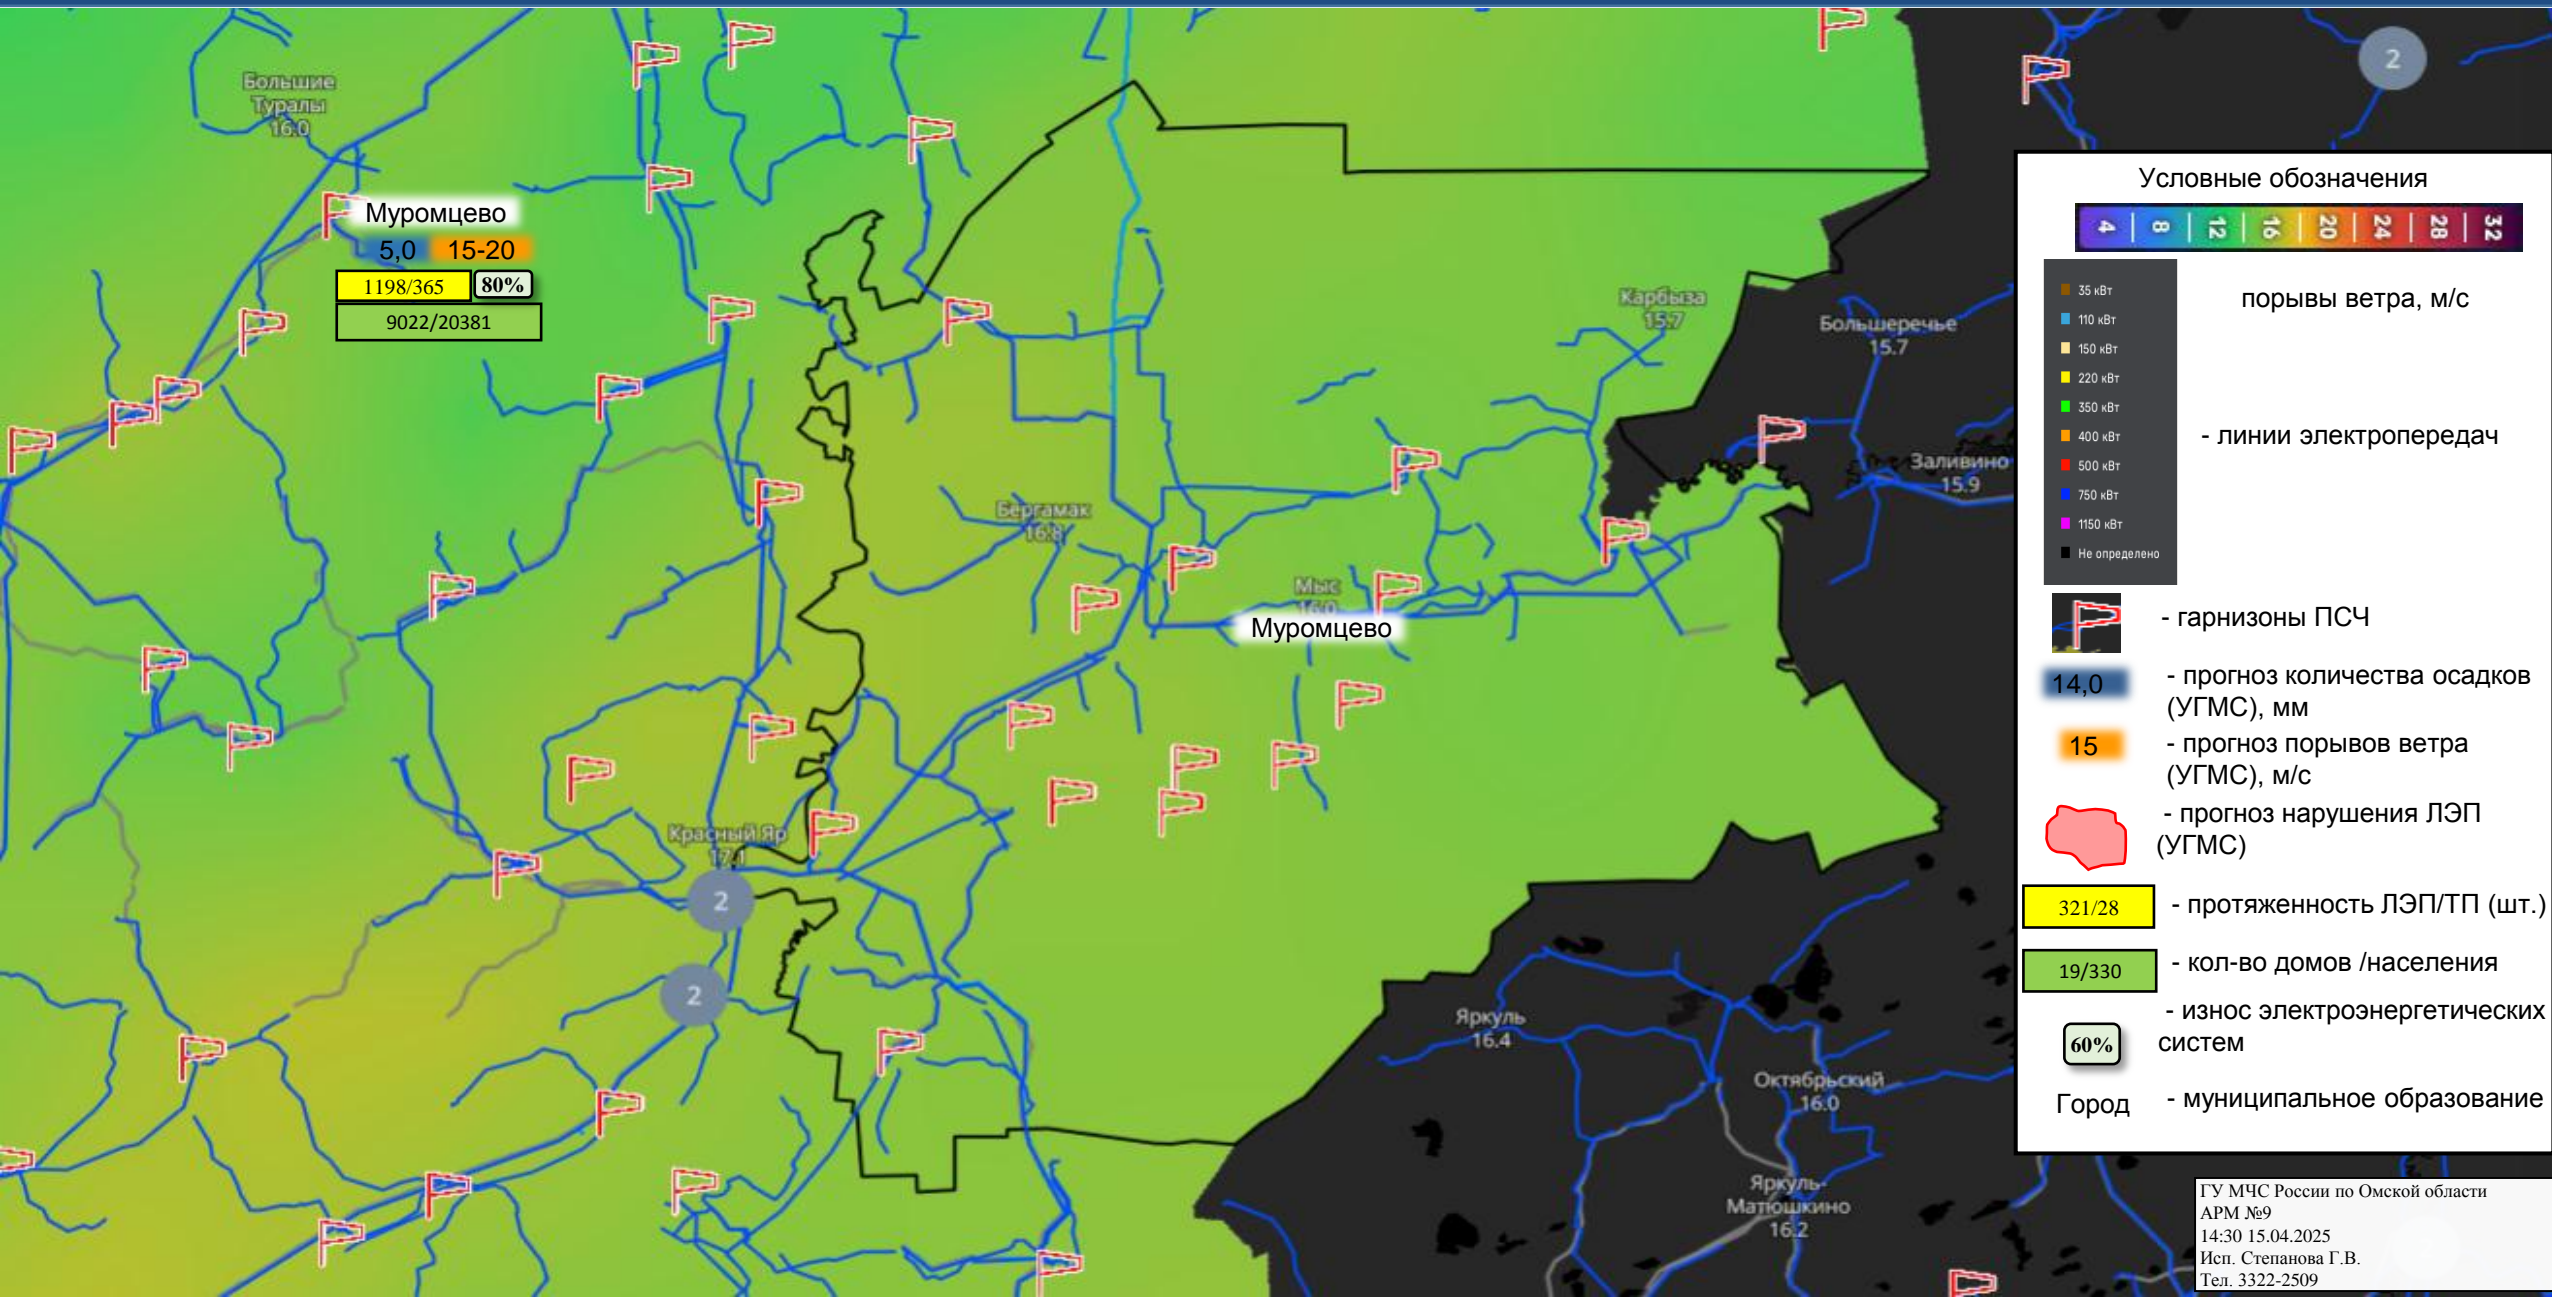 Большие
Туралы
16.0
Муромцево
5,0 15-20
1198/365 80%
9022/20381
Карбыза
15.7
Большеречье
15.7
Заливино
15.9
Бергамак
16.8
Мыс
16.0
Муромцево
Красный Яр
17.1
2
2
2
Яркуль
16.4
Октябрьский
16.0
Яркуль-
Матюшкино
16.2
Условные обозначения
4 8 12 16 20 24 28 32
порывы ветра, м/с
35 кВт
110 кВт
150 кВт
220 кВт
350 кВт
400 кВт
500 кВт
750 кВт
1150 кВт
Не определено
- линии электропередач
- гарнизоны ПСЧ
14,0 - прогноз количества осадков
(УГМС), мм
15 - прогноз порывов ветра
(УГМС), м/с
- прогноз нарушения ЛЭП
(УГМС)
321/28 - протяженность ЛЭП/ТП (шт.)
19/330 - кол-во домов /населения
- износ электроэнергетических
60% систем
Город - муниципальное образование
ГУ МЧС России по Омской области
АРМ №9
14:30 15.04.2025
Исп. Степанова Г.В.
Тел. 3322-2509